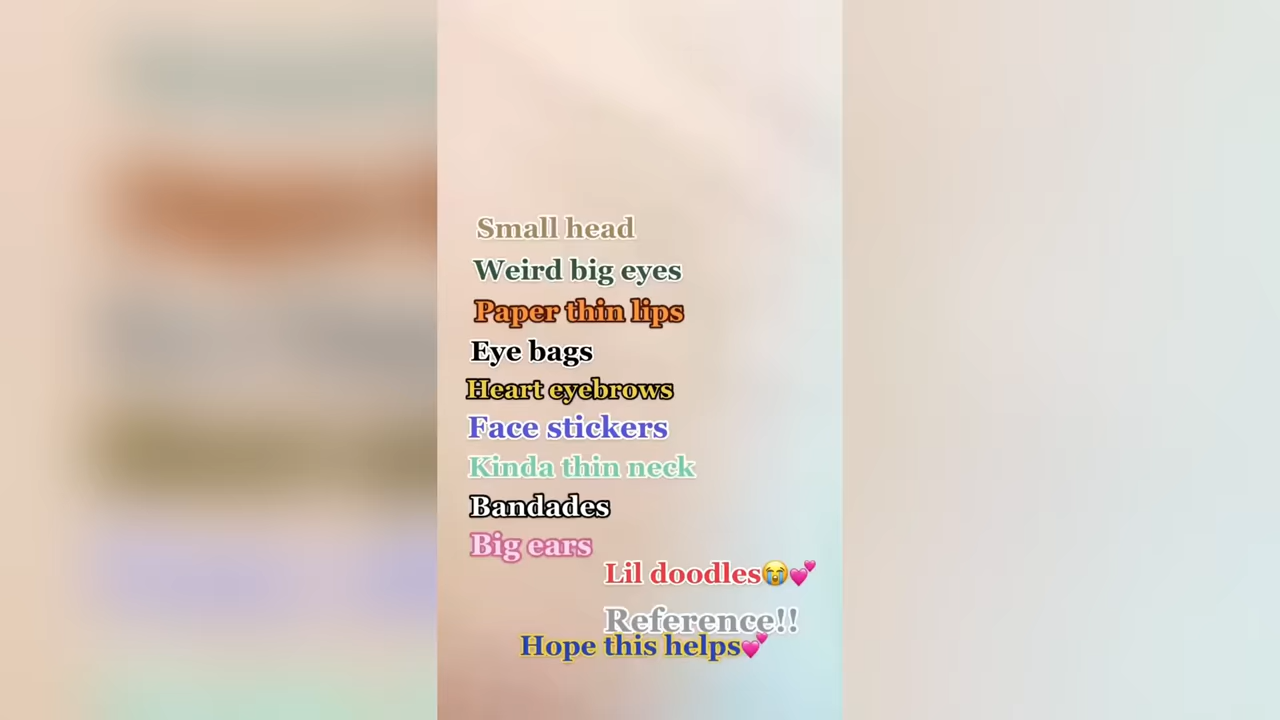 Small head
Weird big eyes
Paper thin lips
Eye bags
Heart eyebrows
Face stickers
Kinda thin neck
Bandades
Big ears
Lil doodles😭💕
Reference!!
Hope this helps💕